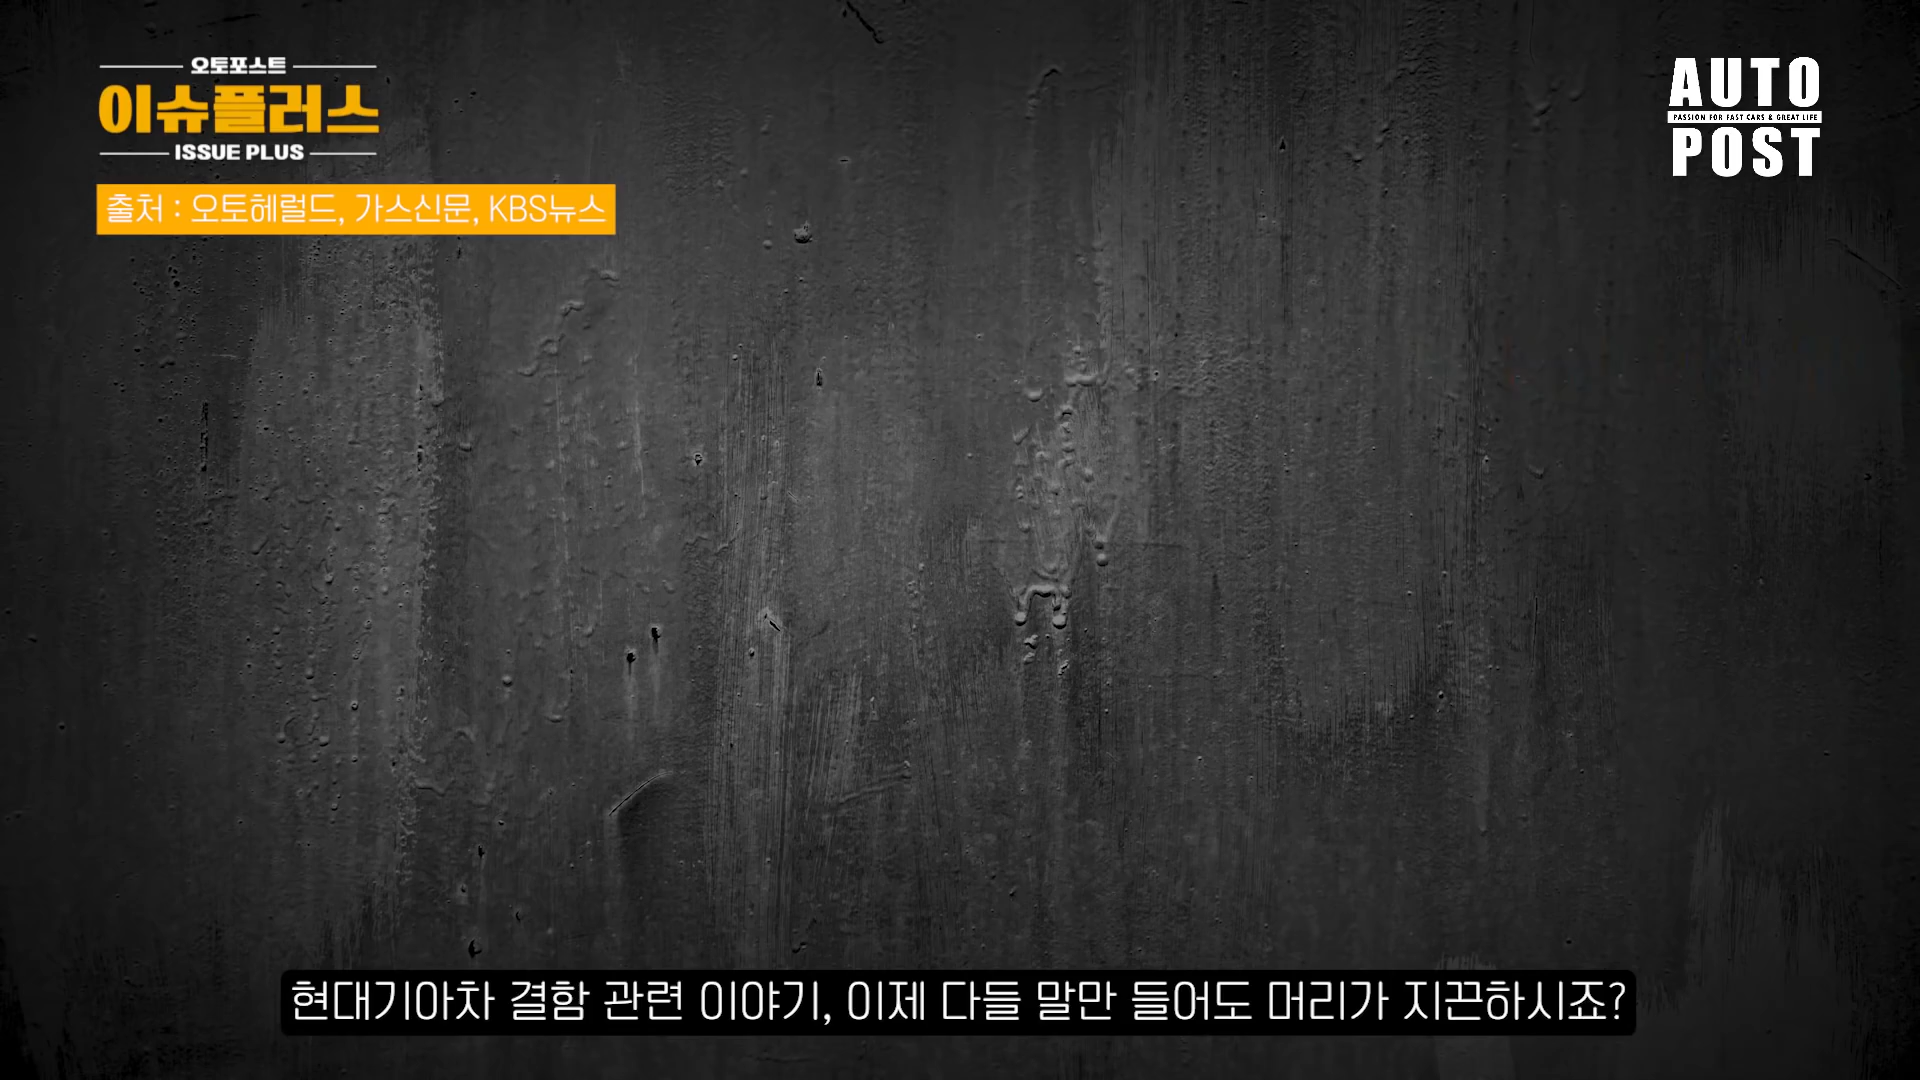 오토포스트
이슈플러스
ISSUE PLUS
출처 : 오토헤럴드, 가스신문, KBS뉴스
AUTO
PASSION FOR FAST CARS & GREAT LIFE
POST
현대기아차 결함 관련 이야기, 이제 다들 말만 들어도 머리가 지끈하시죠?